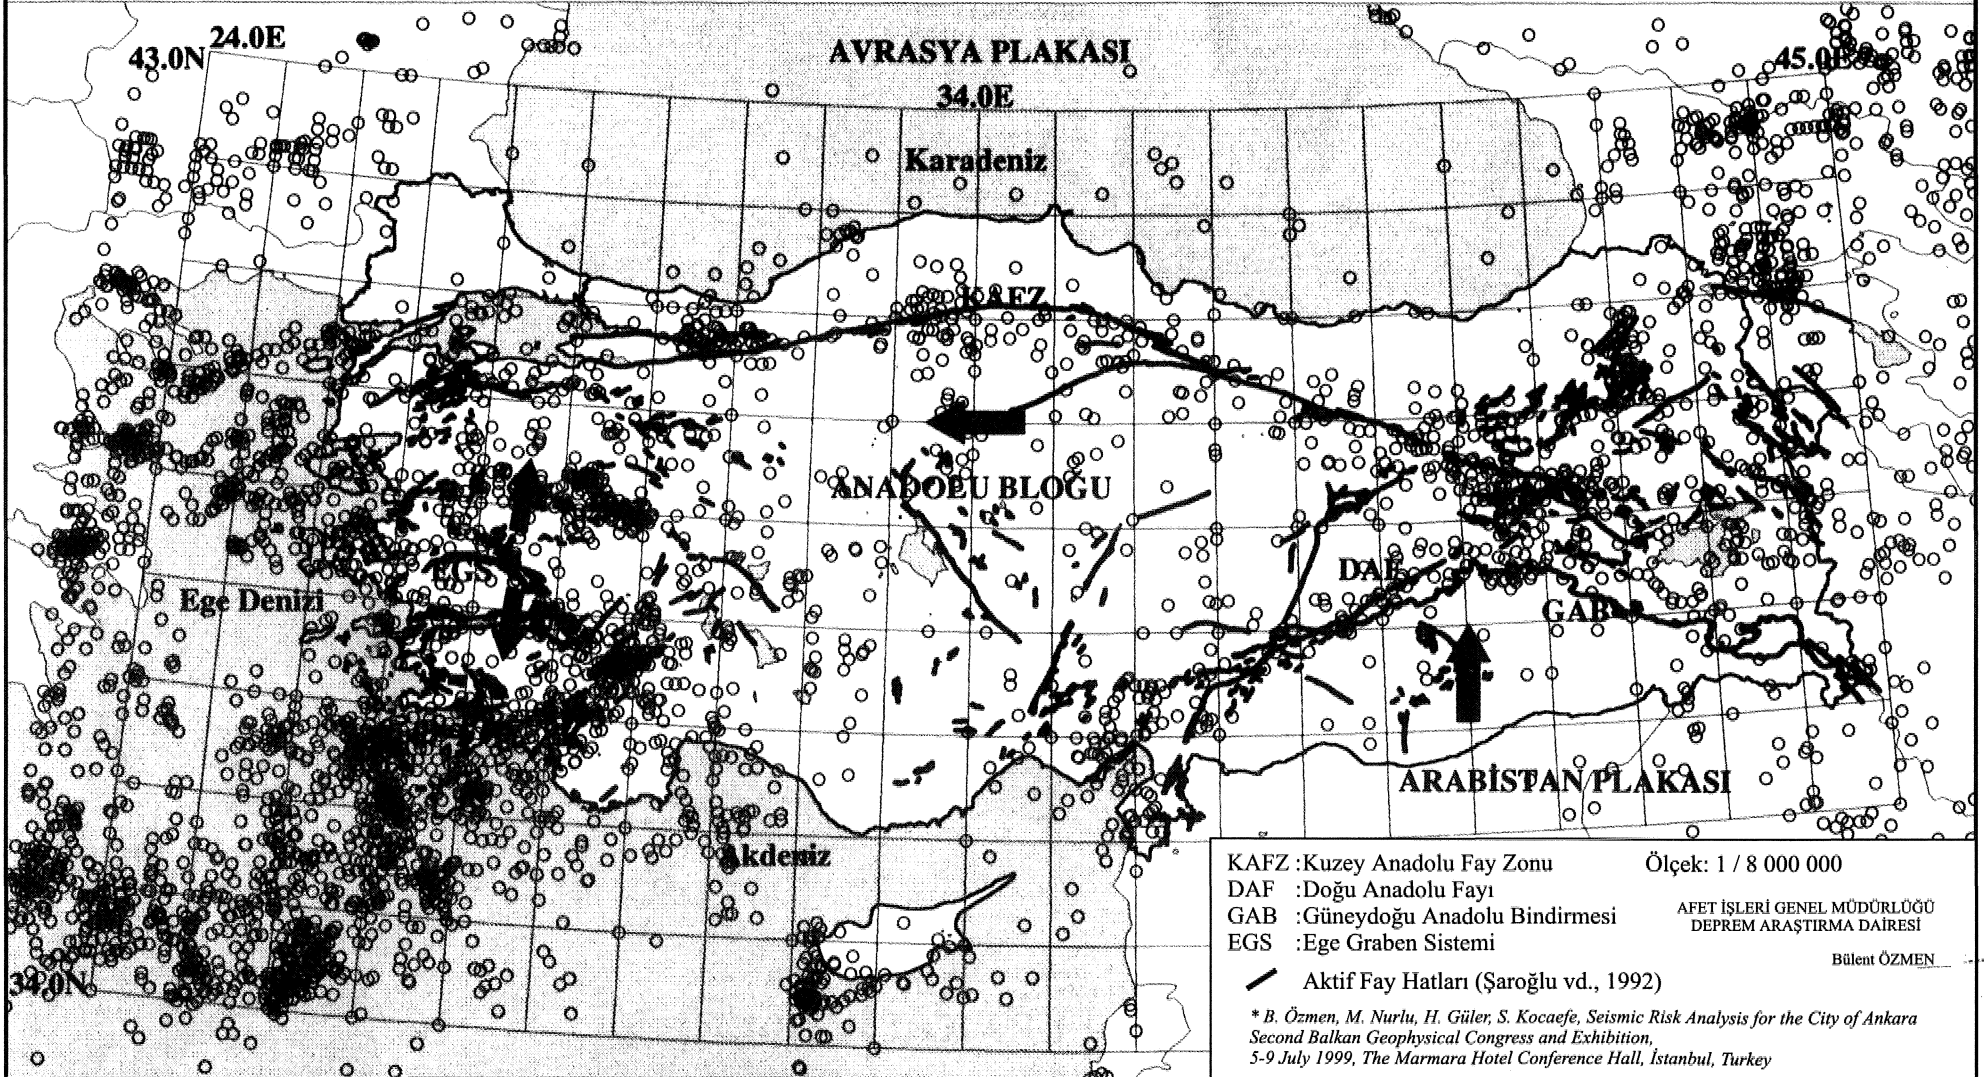 AVRASYA PLAKASI
24.0E
43.0N
34.0E
Karadeniz
KAFZ
ANADOLU BLOĞU
EGS
DAF
Ege Denizi
GAB
ARABİSTAN PLAKASI
Akdeniz
34.0N
KAFZ :Kuzey Anadolu Fay Zonu
Ölçek: 1 / 8 000 000
DAF :Doğu Anadolu Fayı
GAB :Güneydoğu Anadolu Bindirmesi
EGS :Ege Graben Sistemi
AFET İŞLERİ GENEL MÜDÜRLÜĞÜ
DEPREM ARAŞTIRMA DAİRESİ
Bülent ÖZMEN
Aktif Fay Hatları (Şaroğlu vd., 1992)
* B. Özmen, M. Nurlu, H. Güler, S. Kocaefe, Seismic Risk Analysis for the City of Ankara
Second Balkan Geophysical Congress and Exhibition,
5-9 July 1999, The Marmara Hotel Conference Hall, İstanbul, Turkey